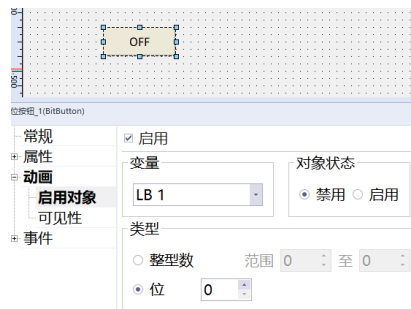 OFF
500
位按钮_1(BitButton)
常规
属性
动画
启用对象
可见性
事件
启用
变量
LB 1
对象状态
禁用 启用
类型
整型数 范围 0 至 0
位 0